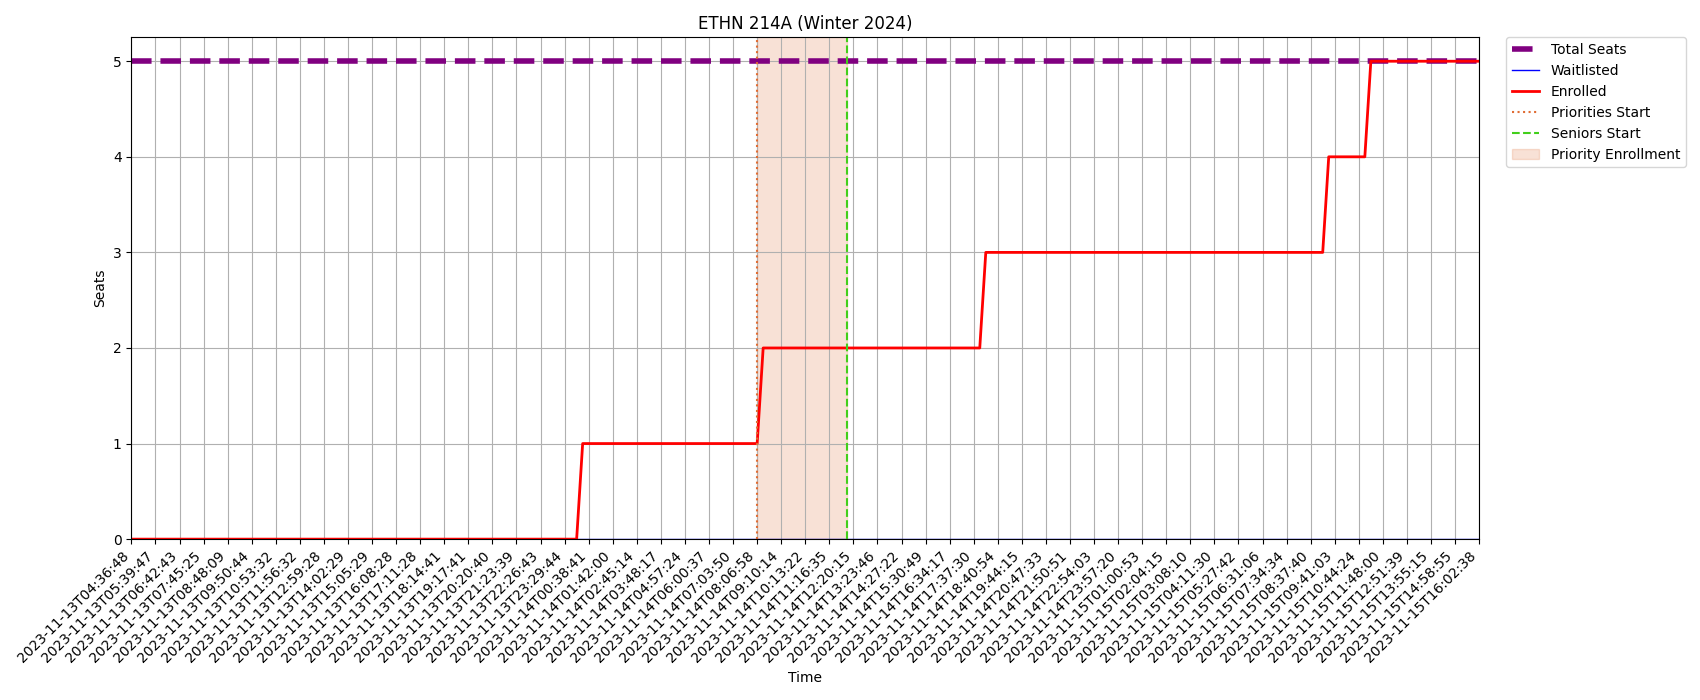 ETHN 214A (Winter 2024)
Total Seats
Waitlisted
Enrolled
Priorities Start
Seniors Start
Priority Enrollment
5
4
3
2
1
0
Seats
2023-11-13T04:36:48
2023-11-13T05:39:47
2023-11-13T06:42:43
2023-11-13T07:45:25
2023-11-13T08:48:09
2023-11-13T09:50:44
2023-11-13T10:53:32
2023-11-13T11:56:32
2023-11-13T12:59:28
2023-11-13T14:02:29
2023-11-13T15:05:29
2023-11-13T16:08:28
2023-11-13T17:11:28
2023-11-13T18:14:41
2023-11-13T19:17:41
2023-11-13T20:20:40
2023-11-13T21:23:39
2023-11-13T22:26:43
2023-11-13T23:29:44
2023-11-14T00:38:41
2023-11-14T01:42:00
2023-11-14T02:45:14
2023-11-14T03:48:17
2023-11-14T04:57:24
2023-11-14T06:00:37
2023-11-14T07:03:50
2023-11-14T08:06:58
2023-11-14T09:10:14
2023-11-14T10:13:22
2023-11-14T11:16:35
2023-11-14T12:20:15
2023-11-14T13:23:46
2023-11-14T14:27:22
2023-11-14T15:30:49
2023-11-14T16:34:17
2023-11-14T17:37:30
2023-11-14T18:40:54
2023-11-14T19:44:15
2023-11-14T20:47:33
2023-11-14T21:50:51
2023-11-14T22:54:03
2023-11-14T23:57:20
2023-11-15T01:00:53
2023-11-15T02:04:15
2023-11-15T03:08:10
2023-11-15T04:11:30
2023-11-15T05:27:42
2023-11-15T06:31:06
2023-11-15T07:34:34
2023-11-15T08:37:40
2023-11-15T09:41:03
2023-11-15T10:44:24
2023-11-15T11:48:00
2023-11-15T12:51:39
2023-11-15T13:55:15
2023-11-15T14:58:55
2023-11-15T16:02:38
Time